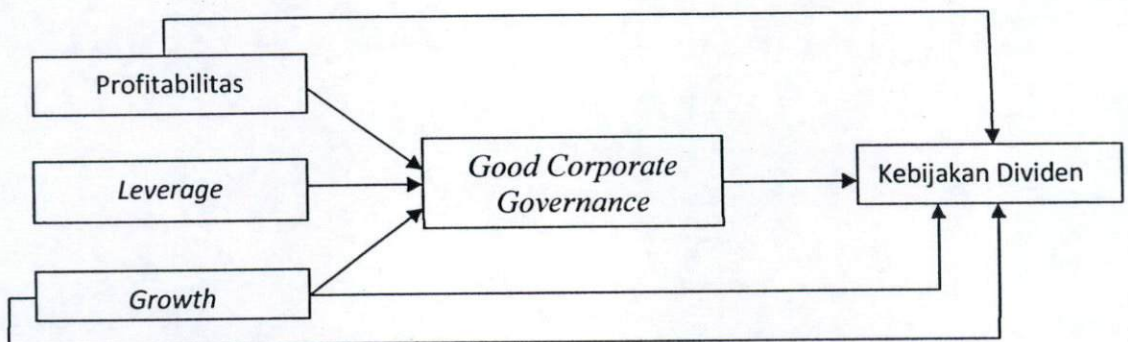 Profitabilitas
Leverage
Growth
Good Corporate
Governance
Kebijakan Dividen